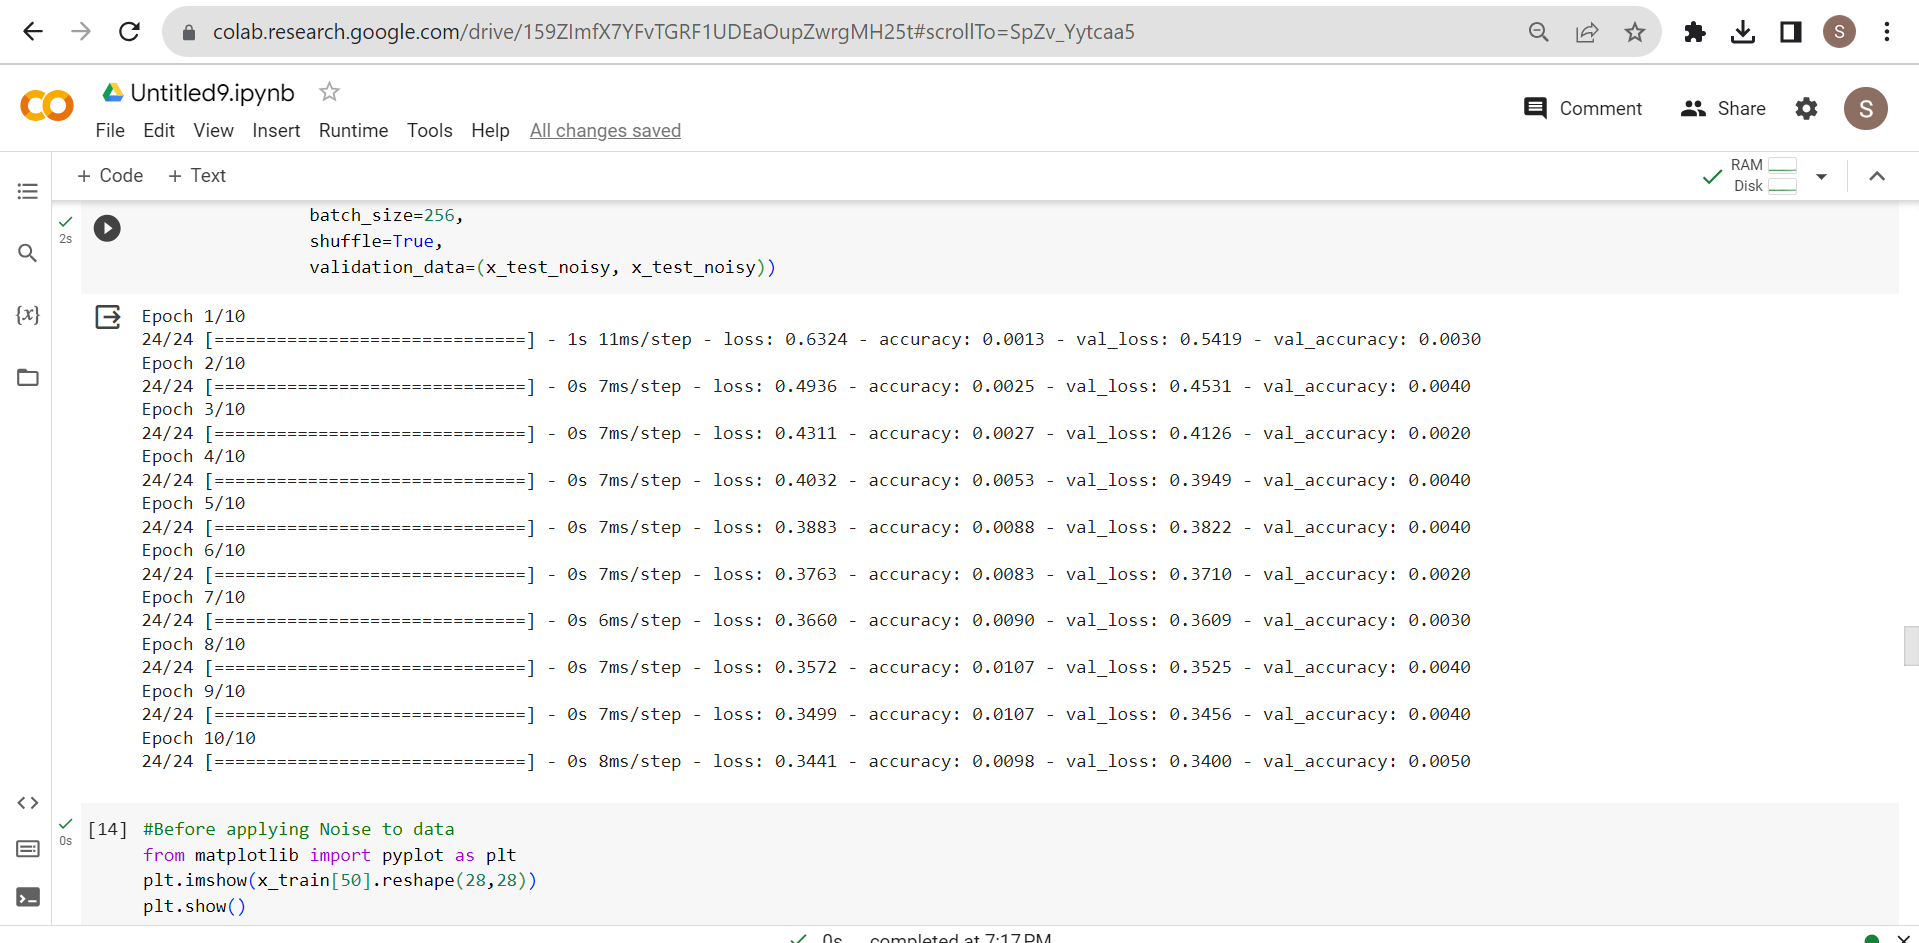 colab.research.google.com/drive/159ZImfX7YFvTGRF1UDEaOupZwrgMH25t#scrollTo=SpZv_Yytcaa5
S
Untitled9.ipynb
File Edit View Insert Runtime Tools Help All changes saved
Comment Share S
+ Code + Text
RAM
Disk
2s
batch_size=256,
shuffle=True,
validation_data=(x_test_noisy, x_test_noisy))
{x}
Epoch 1/10
24/24 [==============================] - 1s 11ms/step - loss: 0.6324 - accuracy: 0.0013 - val_loss: 0.5419 - val_accuracy: 0.0030
Epoch 2/10
24/24 [==============================] - 0s 7ms/step - loss: 0.4936 - accuracy: 0.0025 - val_loss: 0.4531 - val_accuracy: 0.0040
Epoch 3/10
24/24 [==============================] - 0s 7ms/step - loss: 0.4311 - accuracy: 0.0027 - val_loss: 0.4126 - val_accuracy: 0.0020
Epoch 4/10
24/24 [==============================] - 0s 7ms/step - loss: 0.4032 - accuracy: 0.0053 - val_loss: 0.3949 - val_accuracy: 0.0040
Epoch 5/10
24/24 [==============================] - 0s 7ms/step - loss: 0.3883 - accuracy: 0.0088 - val_loss: 0.3822 - val_accuracy: 0.0040
Epoch 6/10
24/24 [==============================] - 0s 7ms/step - loss: 0.3763 - accuracy: 0.0083 - val_loss: 0.3710 - val_accuracy: 0.0020
Epoch 7/10
24/24 [==============================] - 0s 6ms/step - loss: 0.3660 - accuracy: 0.0090 - val_loss: 0.3609 - val_accuracy: 0.0030
Epoch 8/10
24/24 [==============================] - 0s 7ms/step - loss: 0.3572 - accuracy: 0.0107 - val_loss: 0.3525 - val_accuracy: 0.0040
Epoch 9/10
24/24 [==============================] - 0s 7ms/step - loss: 0.3499 - accuracy: 0.0107 - val_loss: 0.3456 - val_accuracy: 0.0040
Epoch 10/10
24/24 [==============================] - 0s 8ms/step - loss: 0.3441 - accuracy: 0.0098 - val_loss: 0.3400 - val_accuracy: 0.0050
0s
[14] #Before applying Noise to data
from matplotlib import pyplot as plt
plt.imshow(x_train[50].reshape(28,28))
plt.show()
0s completed at 7:17 PM